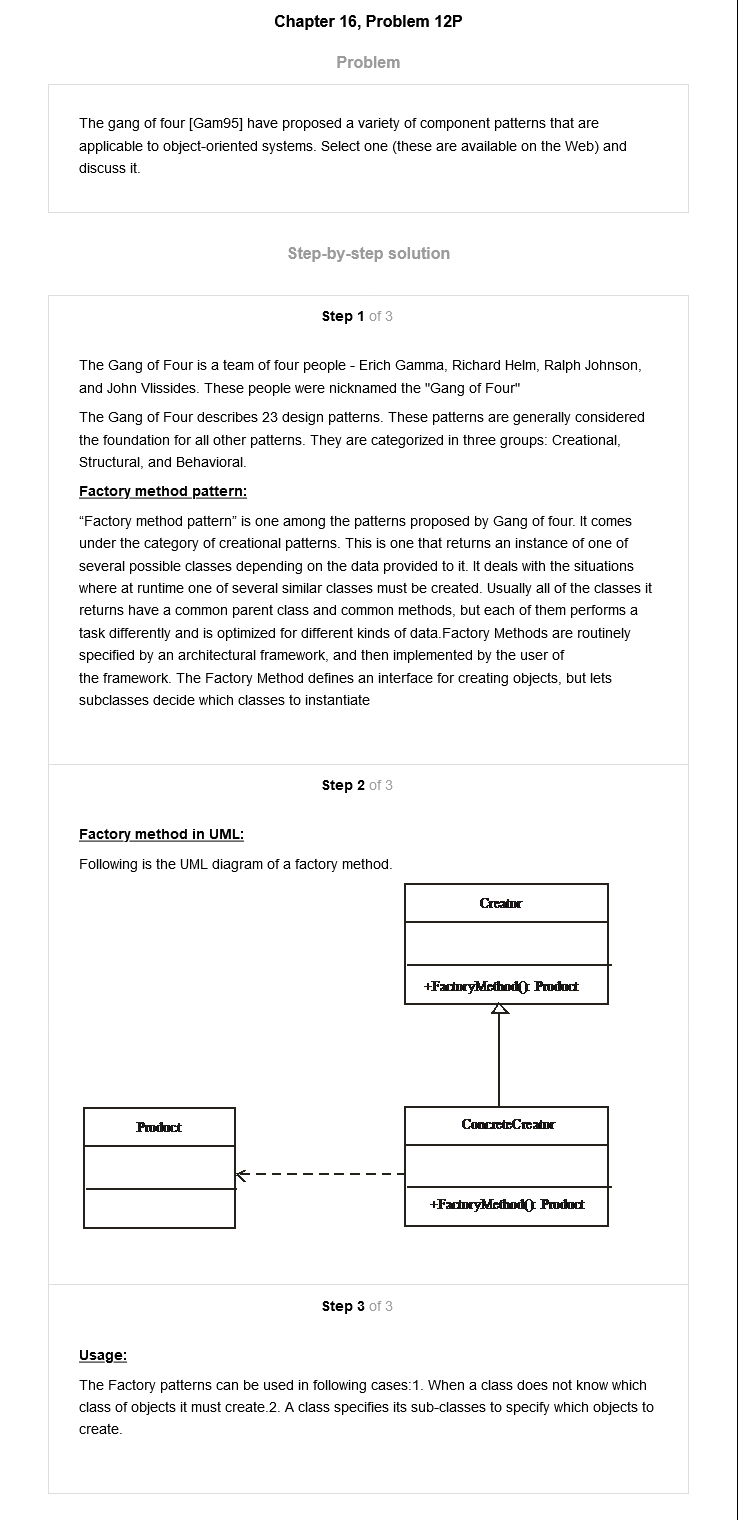 Chapter 16, Problem 12P
Problem
The gang of four [Gam95] have proposed a variety of component patterns that are
applicable to object-oriented systems. Select one (these are available on the Web) and
discuss it.
Step-by-step solution
Step 1 of 3
The Gang of Four is a team of four people - Erich Gamma, Richard Helm, Ralph Johnson,
and John Vlissides. These people were nicknamed the "Gang of Four"
The Gang of Four describes 23 design patterns. These patterns are generally considered
the foundation for all other patterns. They are categorized in three groups: Creational,
Structural, and Behavioral.
Factory method pattern:
“Factory method pattern” is one among the patterns proposed by Gang of four. It comes
under the category of creational patterns. This is one that returns an instance of one of
several possible classes depending on the data provided to it. It deals with the situations
where at runtime one of several similar classes must be created. Usually all of the classes it
returns have a common parent class and common methods, but each of them performs a
task differently and is optimized for different kinds of data.Factory Methods are routinely
specified by an architectural framework, and then implemented by the user of
the framework. The Factory Method defines an interface for creating objects, but lets
subclasses decide which classes to instantiate
Step 2 of 3
Factory method in UML:
Following is the UML diagram of a factory method.
Creator
+FactoryMethod(): Product
Product
ConcreteCreator
+FactoryMethod(): Product
Step 3 of 3
Usage:
The Factory patterns can be used in following cases:1. When a class does not know which
class of objects it must create.2. A class specifies its sub-classes to specify which objects to
create.